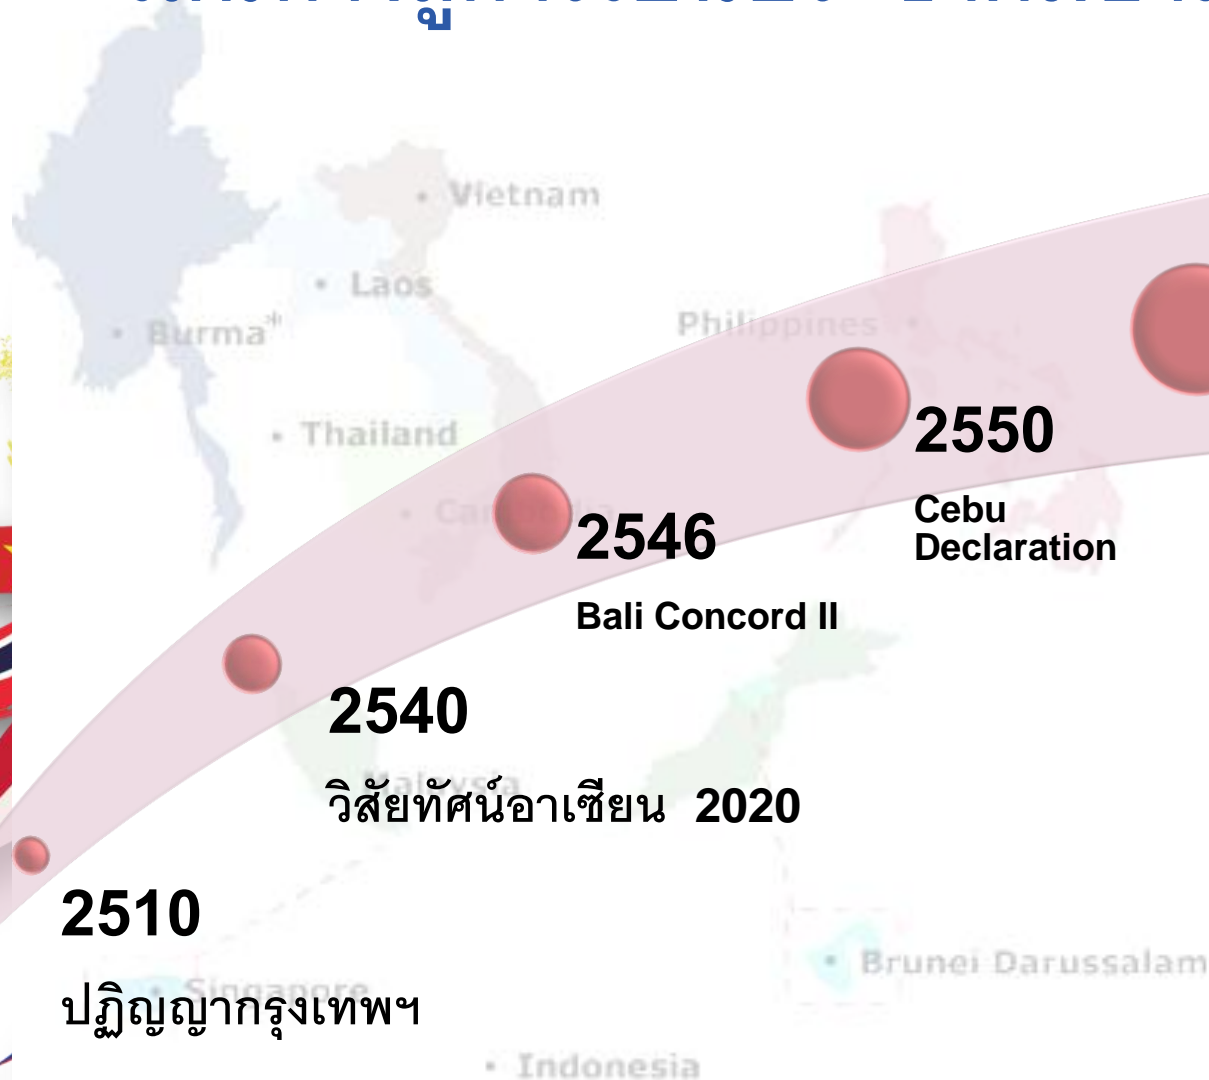 Vietnam
Laos
Burma*
Philippines
Thailand
2550
Cebu
Declaration
2546
Bali Concord II
2540
Malaysia
วิสัยทัศน์อาเซียน 2020
2510
Singapore
ปฏิญญากรุงเทพฯ
Brunei Darussalam
Indonesia